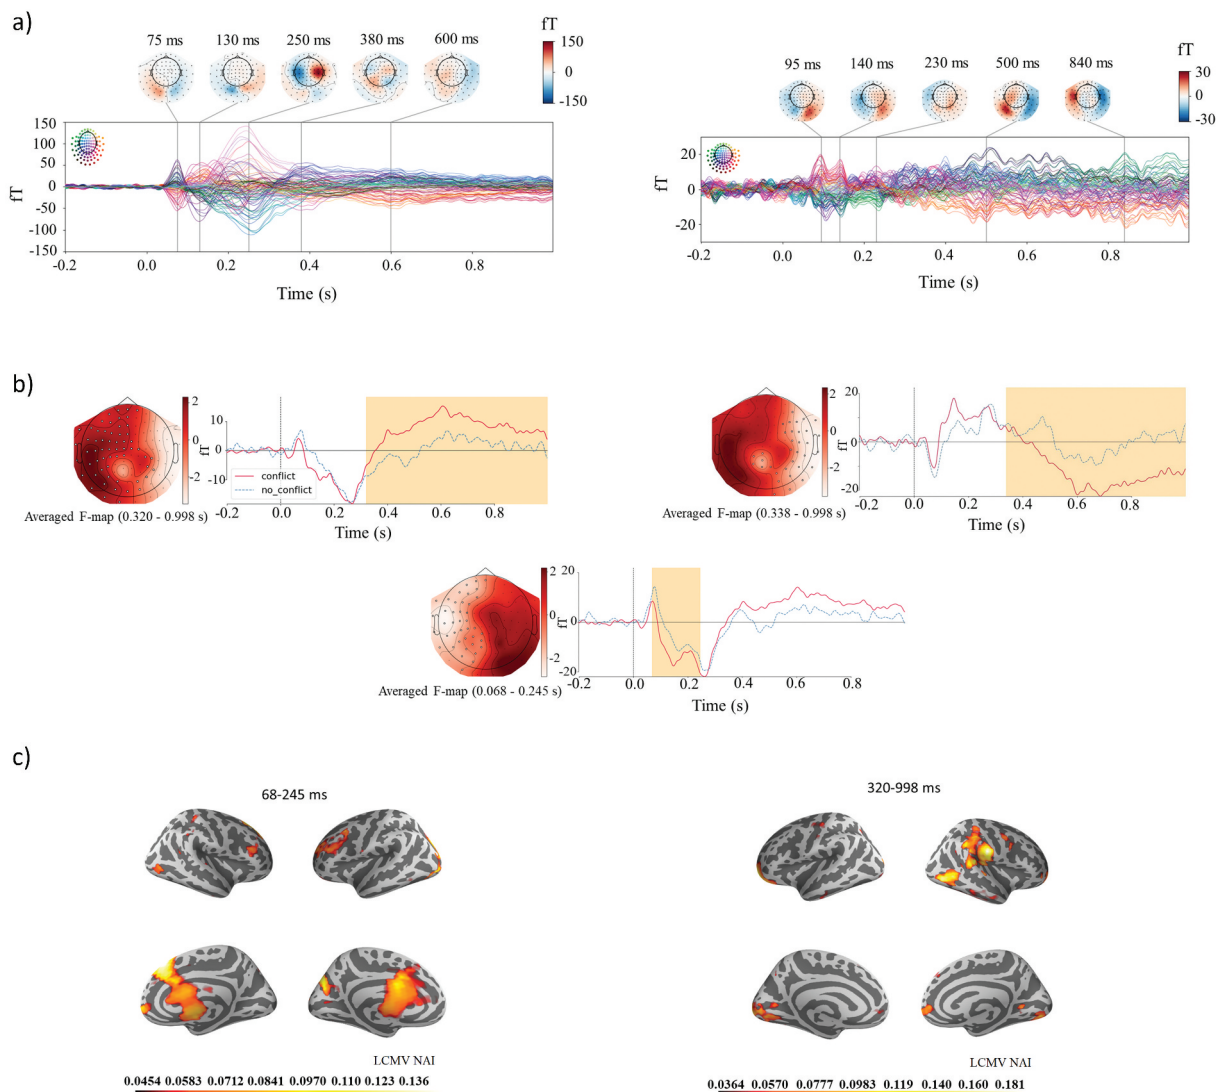 a)
fT
75 ms 130 ms 250 ms 380 ms 600 ms
150
0
-150
150
100
50
0
-50
-100
-150
fT
-0.2 0.0 0.2 0.4 0.6 0.8
Time (s)
fT
95 ms 140 ms 230 ms 500 ms 840 ms
30
0
-30
20
0
-20
fT
-0.2 0.0 0.2 0.4 0.6 0.8
Time (s)
b)
2
0
-2
10
0
-10
fT
conflict
no_conflict
-0.2 0.0 0.2 0.4 0.6 0.8
Averaged F-map (0.320 - 0.998 s)
Time (s)
2
0
-2
20
10
0
-10
-20
fT
-0.2 0.0 0.2 0.4 0.6 0.8
Averaged F-map (0.338 - 0.998 s)
Time (s)
2
0
-2
20
0
-20
fT
-0.2 0.0 0.2 0.4 0.6 0.8
Averaged F-map (0.068 - 0.245 s)
Time (s)
c)
68-245 ms
LCMV NAI
0.0454 0.0583 0.0712 0.0841 0.0970 0.110 0.123 0.136
320-998 ms
LCMV NAI
0.0364 0.0570 0.0777 0.0983 0.119 0.140 0.160 0.181